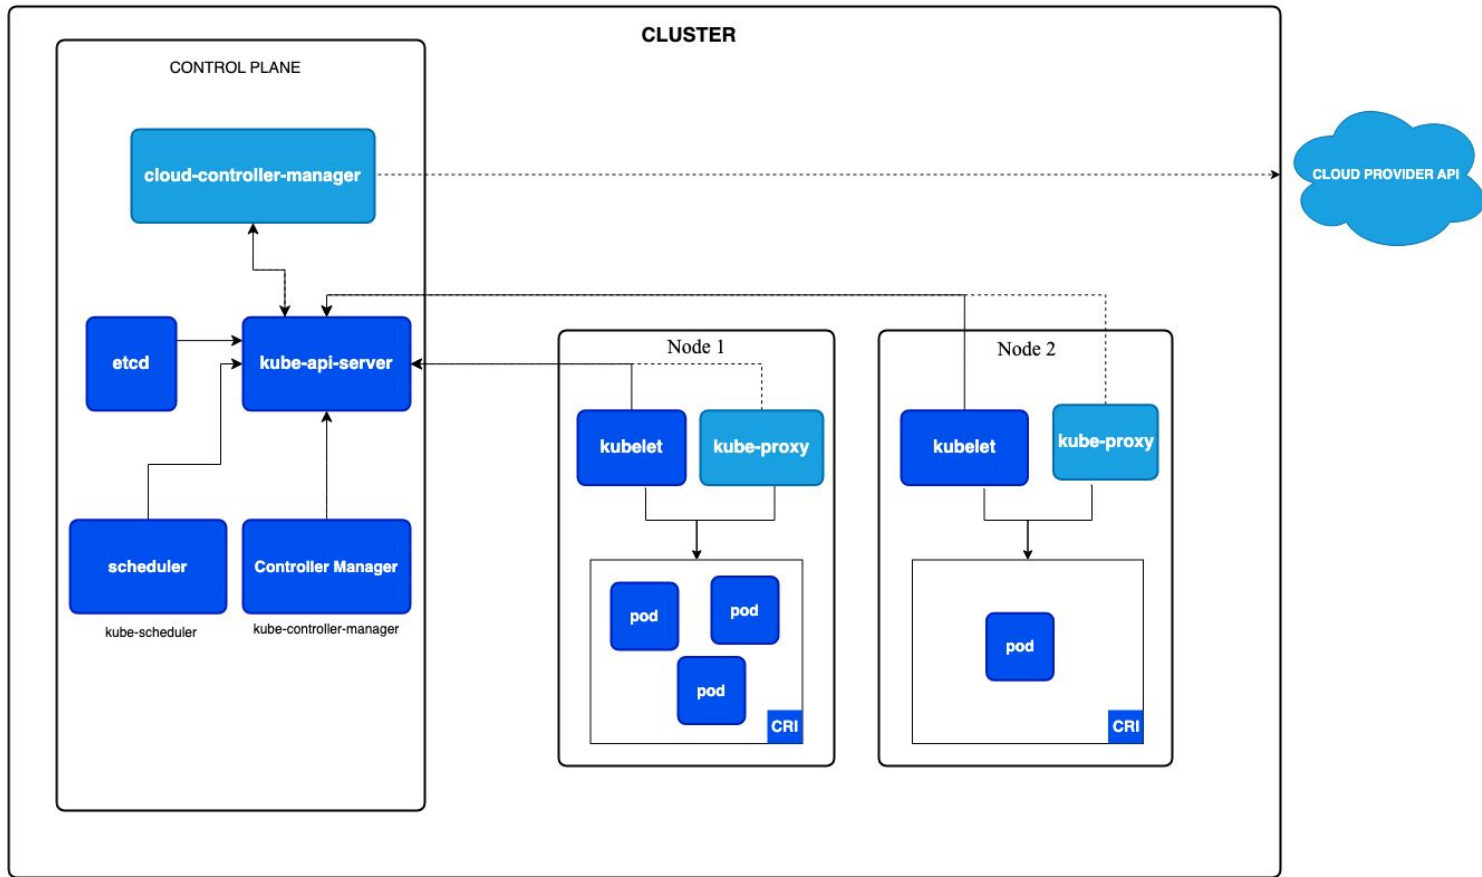 CLUSTER
CONTROL PLANE
cloud-controller-manager
CLOUD PROVIDER API
etcd
kube-api-server
scheduler
kube-scheduler
Controller Manager
kube-controller-manager
Node 1
kubelet
kube-proxy
pod
pod
pod
CRI
Node 2
kubelet
kube-proxy
pod
CRI